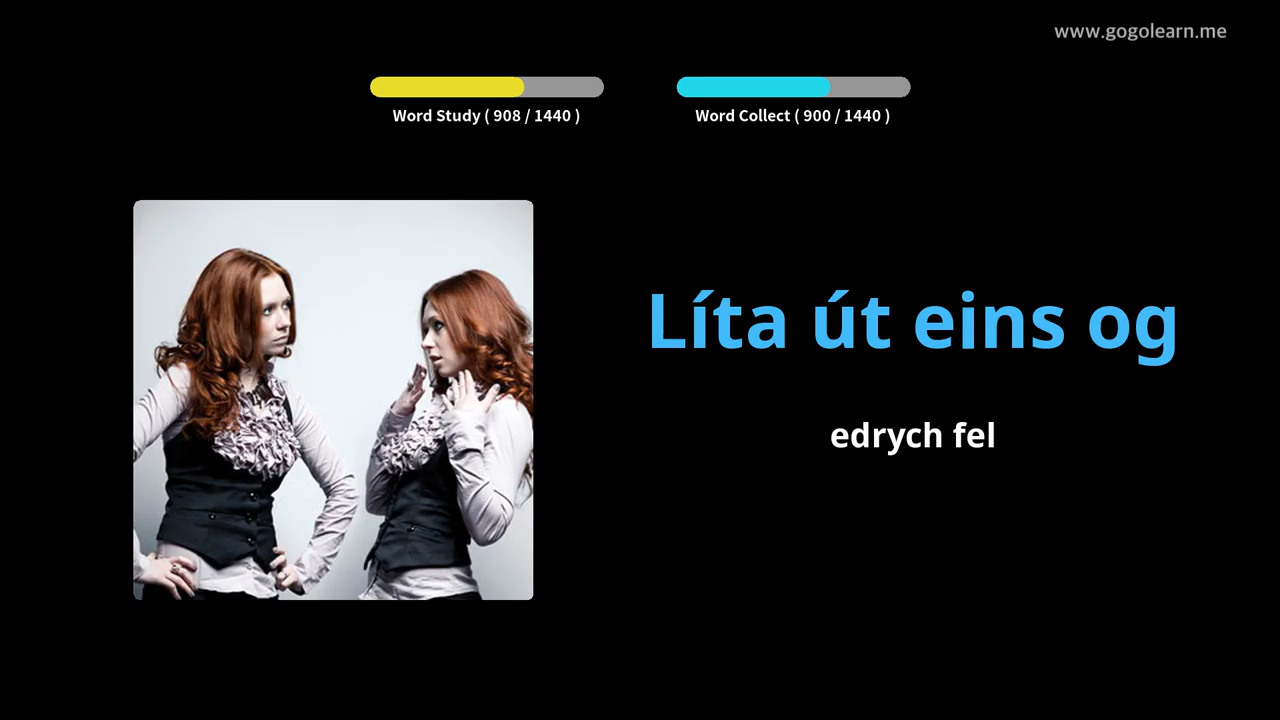 www.gogolearn.me
Word Study ( 908 / 1440 )
Word Collect ( 900 / 1440 )
Líta út eins og
edrych fel